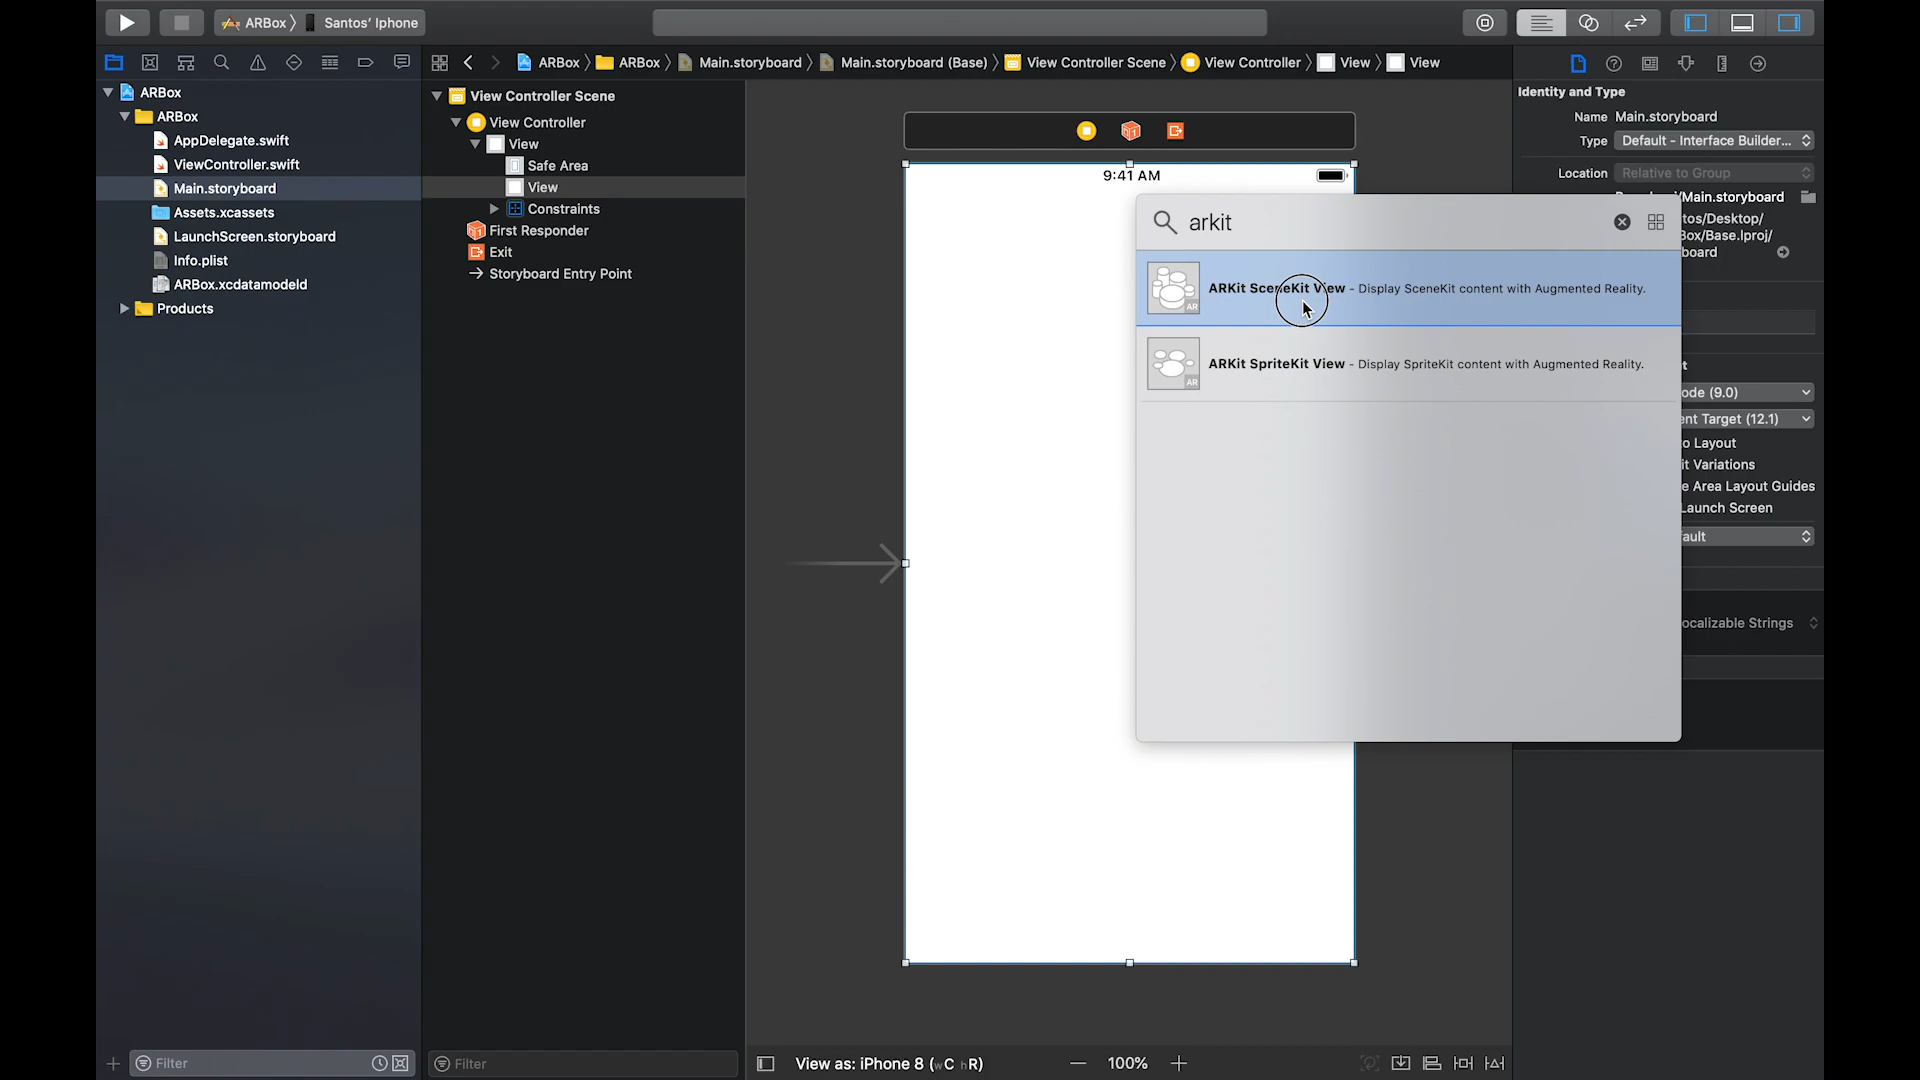 ARBox 〉 Santos' Iphone
ARBox 〉 ARBox 〉 Main.storyboard 〉 Main.storyboard (Base) 〉 View Controller Scene 〉 View Controller 〉 View 〉 View
ARBox
ARBox
AppDelegate.swift
ViewController.swift
Main.storyboard
Assets.xcassets
LaunchScreen.storyboard
Info.plist
ARBox.xcdatamodeld
Products
Filter
View Controller Scene
View Controller
View
Safe Area
View
Constraints
First Responder
Exit
Storyboard Entry Point
Filter
9:41 AM
arkit
ARKit SceneKit View - Display SceneKit content with Augmented Reality.
AR
ARKit SpriteKit View - Display SpriteKit content with Augmented Reality.
AR
View as: iPhone 8 (wC hR)
100%
Identity and Type
Name Main.storyboard
Type Default - Interface Builder...
Location Relative to Group
/Main.storyboard
tos/Desktop/
Box/Base.lproj/
board
t
ode (9.0)
ent Target (12.1)
o Layout
it Variations
e Area Layout Guides
Launch Screen
fault
ocalizable Strings